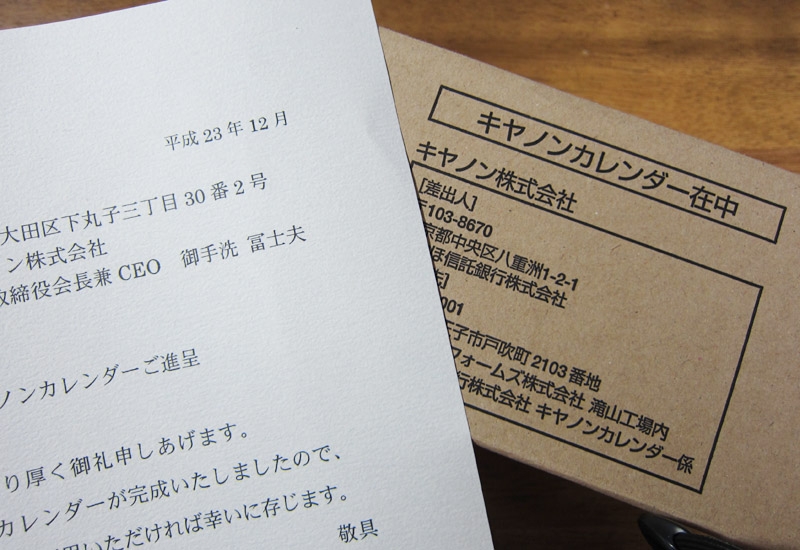 平成 23 年 12 月
大田区下丸子三丁目 30 番 2 号
ン株式会社
取締役会長兼 CEO 御手洗 冨士夫
ノンカレンダーご進呈
り厚く御礼申しあげます。
カレンダーが完成いたしましたので、
いただければ幸いに存じます。
敬具
キヤノンカレンダー在中
キヤノン株式会社
[差出人]
〒103-8670
京都中央区八重洲1-2-1
ほ信託銀行株式会社
]
001
王子市戸吹町 2103 番地
フォームズ株式会社 滝山工場内
行株式会社 キヤノンカレンダー係